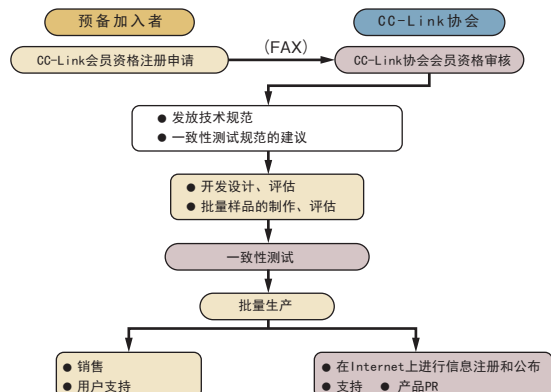 预备加入者
CC-Link协会
CC-Link会员资格注册申请
(FAX)
CC-Link协会会员资格审核
● 发放技术规范
● 一致性测试规范的建议
● 开发设计、评估
● 批量样品的制作、评估
一致性测试
批量生产
● 销售
● 用户支持
● 在Internet上进行信息注册和公布
● 支持 ● 产品PR